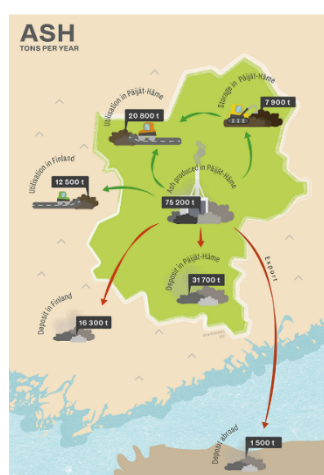 ASH
TONS PER YEAR
Utilisation in Päijät-Häme
20 800 t
Storage in Päijät-Häme
7 900 t
Utilisation in Finland
12 500 t
Ash produced in Päijät-Häme
75 200 t
Deposit in Päijät-Häme
31 700 t
Deposit in Finland
16 300 t
Export
Deposit abroad
1 500 t